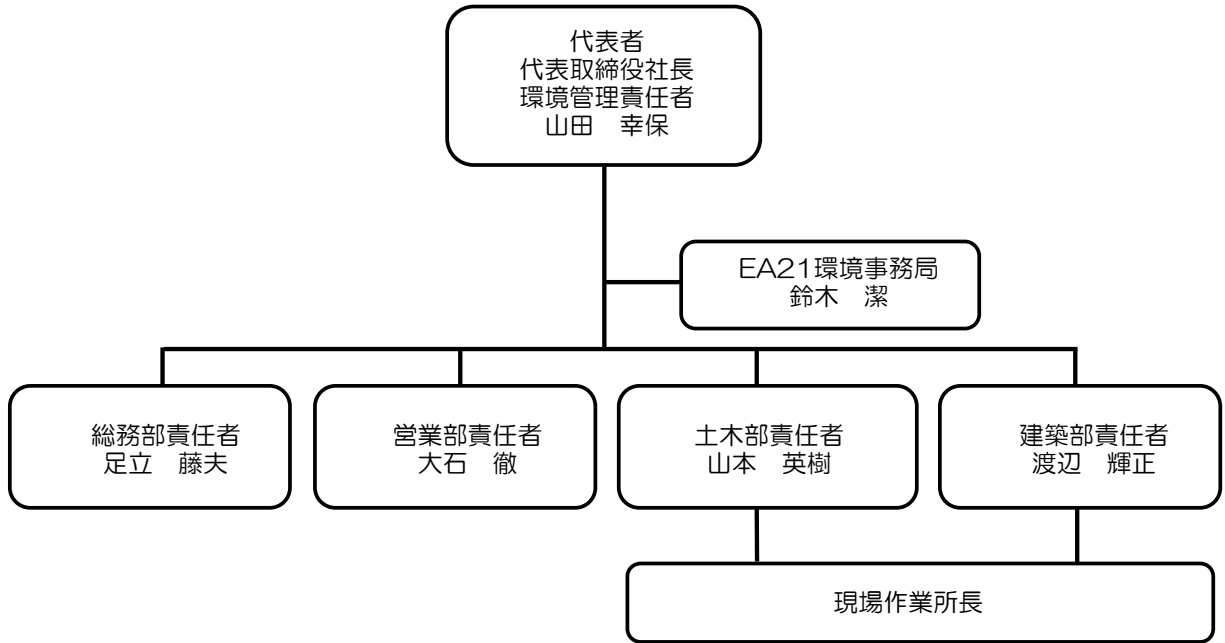 代表者
代表取締役社長
環境管理責任者
山田　幸保
EA21環境事務局
鈴木　潔
総務部責任者
足立　藤夫
営業部責任者
大石　徹
土木部責任者
山本　英樹
建築部責任者
渡辺　輝正
現場作業所長